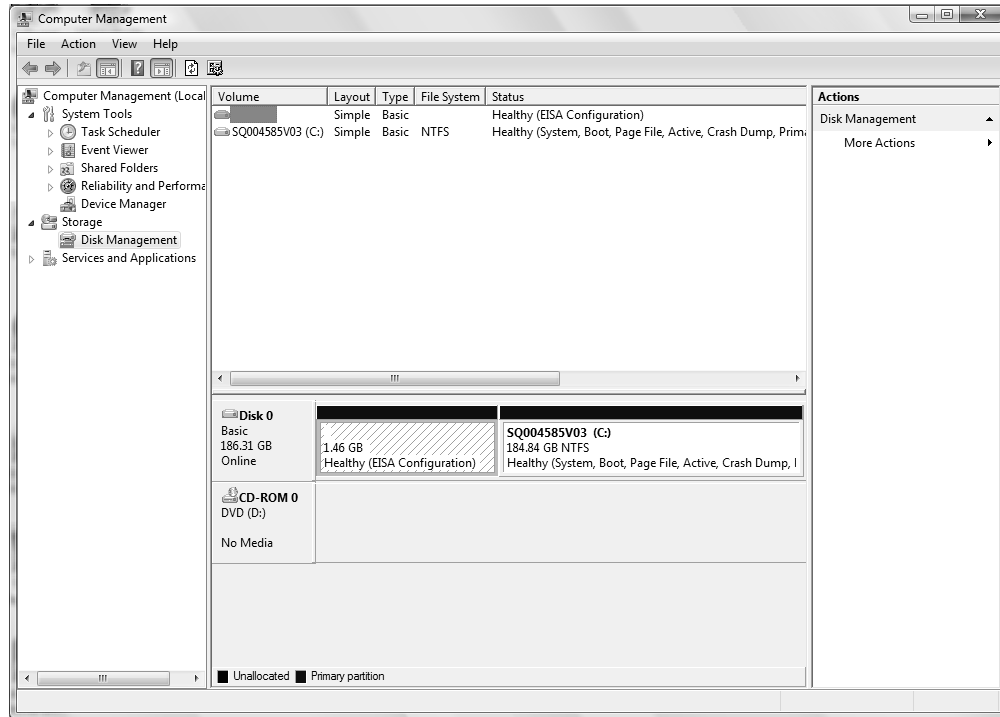 Computer Management
File Action View Help
Computer Management (Local
System Tools
Task Scheduler
Event Viewer
Shared Folders
Reliability and Performa
Device Manager
Storage
Disk Management
Services and Applications
Volume Layout Type File System Status
Simple Basic Healthy (EISA Configuration)
SQ004585V03 (C:) Simple Basic NTFS Healthy (System, Boot, Page File, Active, Crash Dump, Prima
Disk 0
Basic
186.31 GB
Online
1.46 GB
Healthy (EISA Configuration)
SQ004585V03 (C:)
184.84 GB NTFS
Healthy (System, Boot, Page File, Active, Crash Dump, I
CD-ROM 0
DVD (D:)
No Media
Unallocated Primary partition
Actions
Disk Management
More Actions